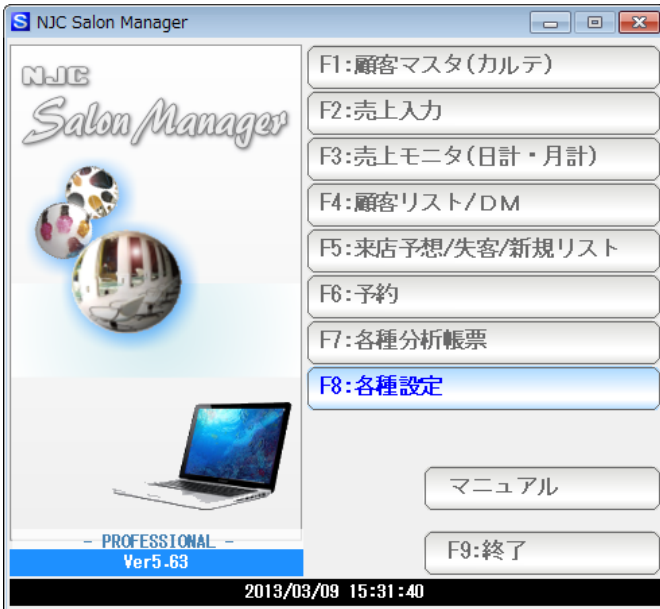 NJC Salon Manager
NJC
Salon Manager
F1:顧客マスタ(カルテ)
F2:売上入力
F3:売上モニタ(日計・月計)
F4:顧客リスト/DM
F5:来店予想/失客/新規リスト
F6:予約
F7:各種分析帳票
F8:各種設定
マニュアル
F9:終了
- PROFESSIONAL -
Ver5.63
2013/03/09 15:31:40